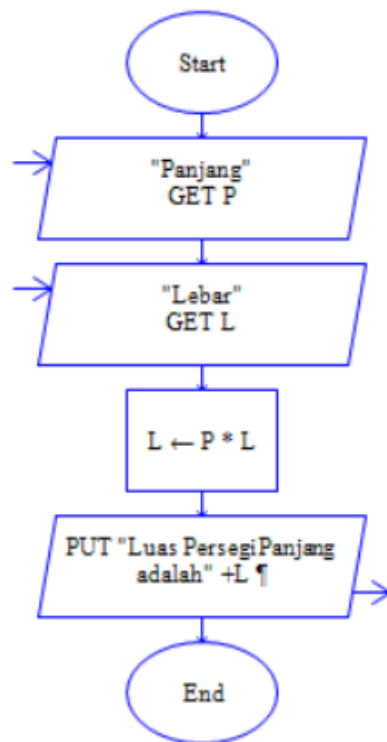 Start
"Panjang"
GET P
"Lebar"
GET L
L ← P * L
PUT "Luas PersegiPanjang
adalah" +L ¶
End